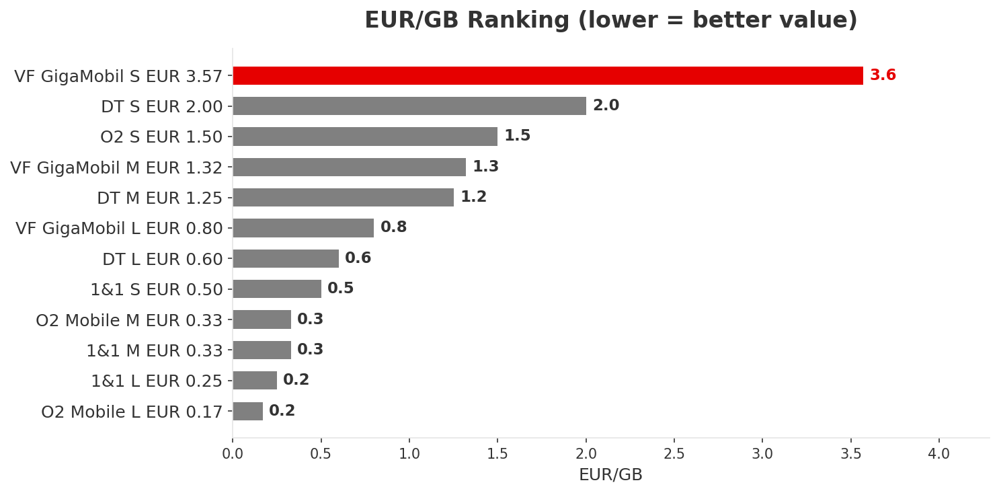 EUR/GB Ranking (lower = better value)
VF GigaMobil S EUR 3.57 3.6
DT S EUR 2.00 2.0
O2 S EUR 1.50 1.5
VF GigaMobil M EUR 1.32 1.3
DT M EUR 1.25 1.2
VF GigaMobil L EUR 0.80 0.8
DT L EUR 0.60 0.6
1&1 S EUR 0.50 0.5
O2 Mobile M EUR 0.33 0.3
1&1 M EUR 0.33 0.3
1&1 L EUR 0.25 0.2
O2 Mobile L EUR 0.17 0.2
0.0 0.5 1.0 1.5 2.0 2.5 3.0 3.5 4.0
EUR/GB